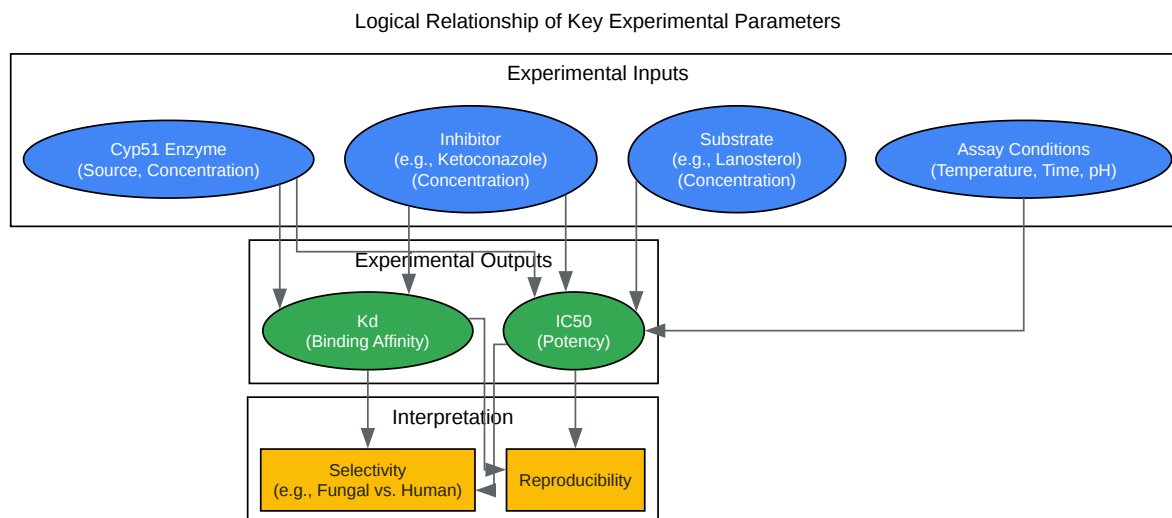 Logical Relationship of Key Experimental Parameters
Experimental Inputs
Cyp51 Enzyme
(Source, Concentration)
Inhibitor
(e.g., Ketoconazole)
(Concentration)
Substrate
(e.g., Lanosterol)
(Concentration)
Assay Conditions
(Temperature, Time, pH)
Experimental Outputs
Kd
(Binding Affinity)
IC50
(Potency)
Interpretation
Selectivity
(e.g., Fungal vs. Human)
Reproducibility